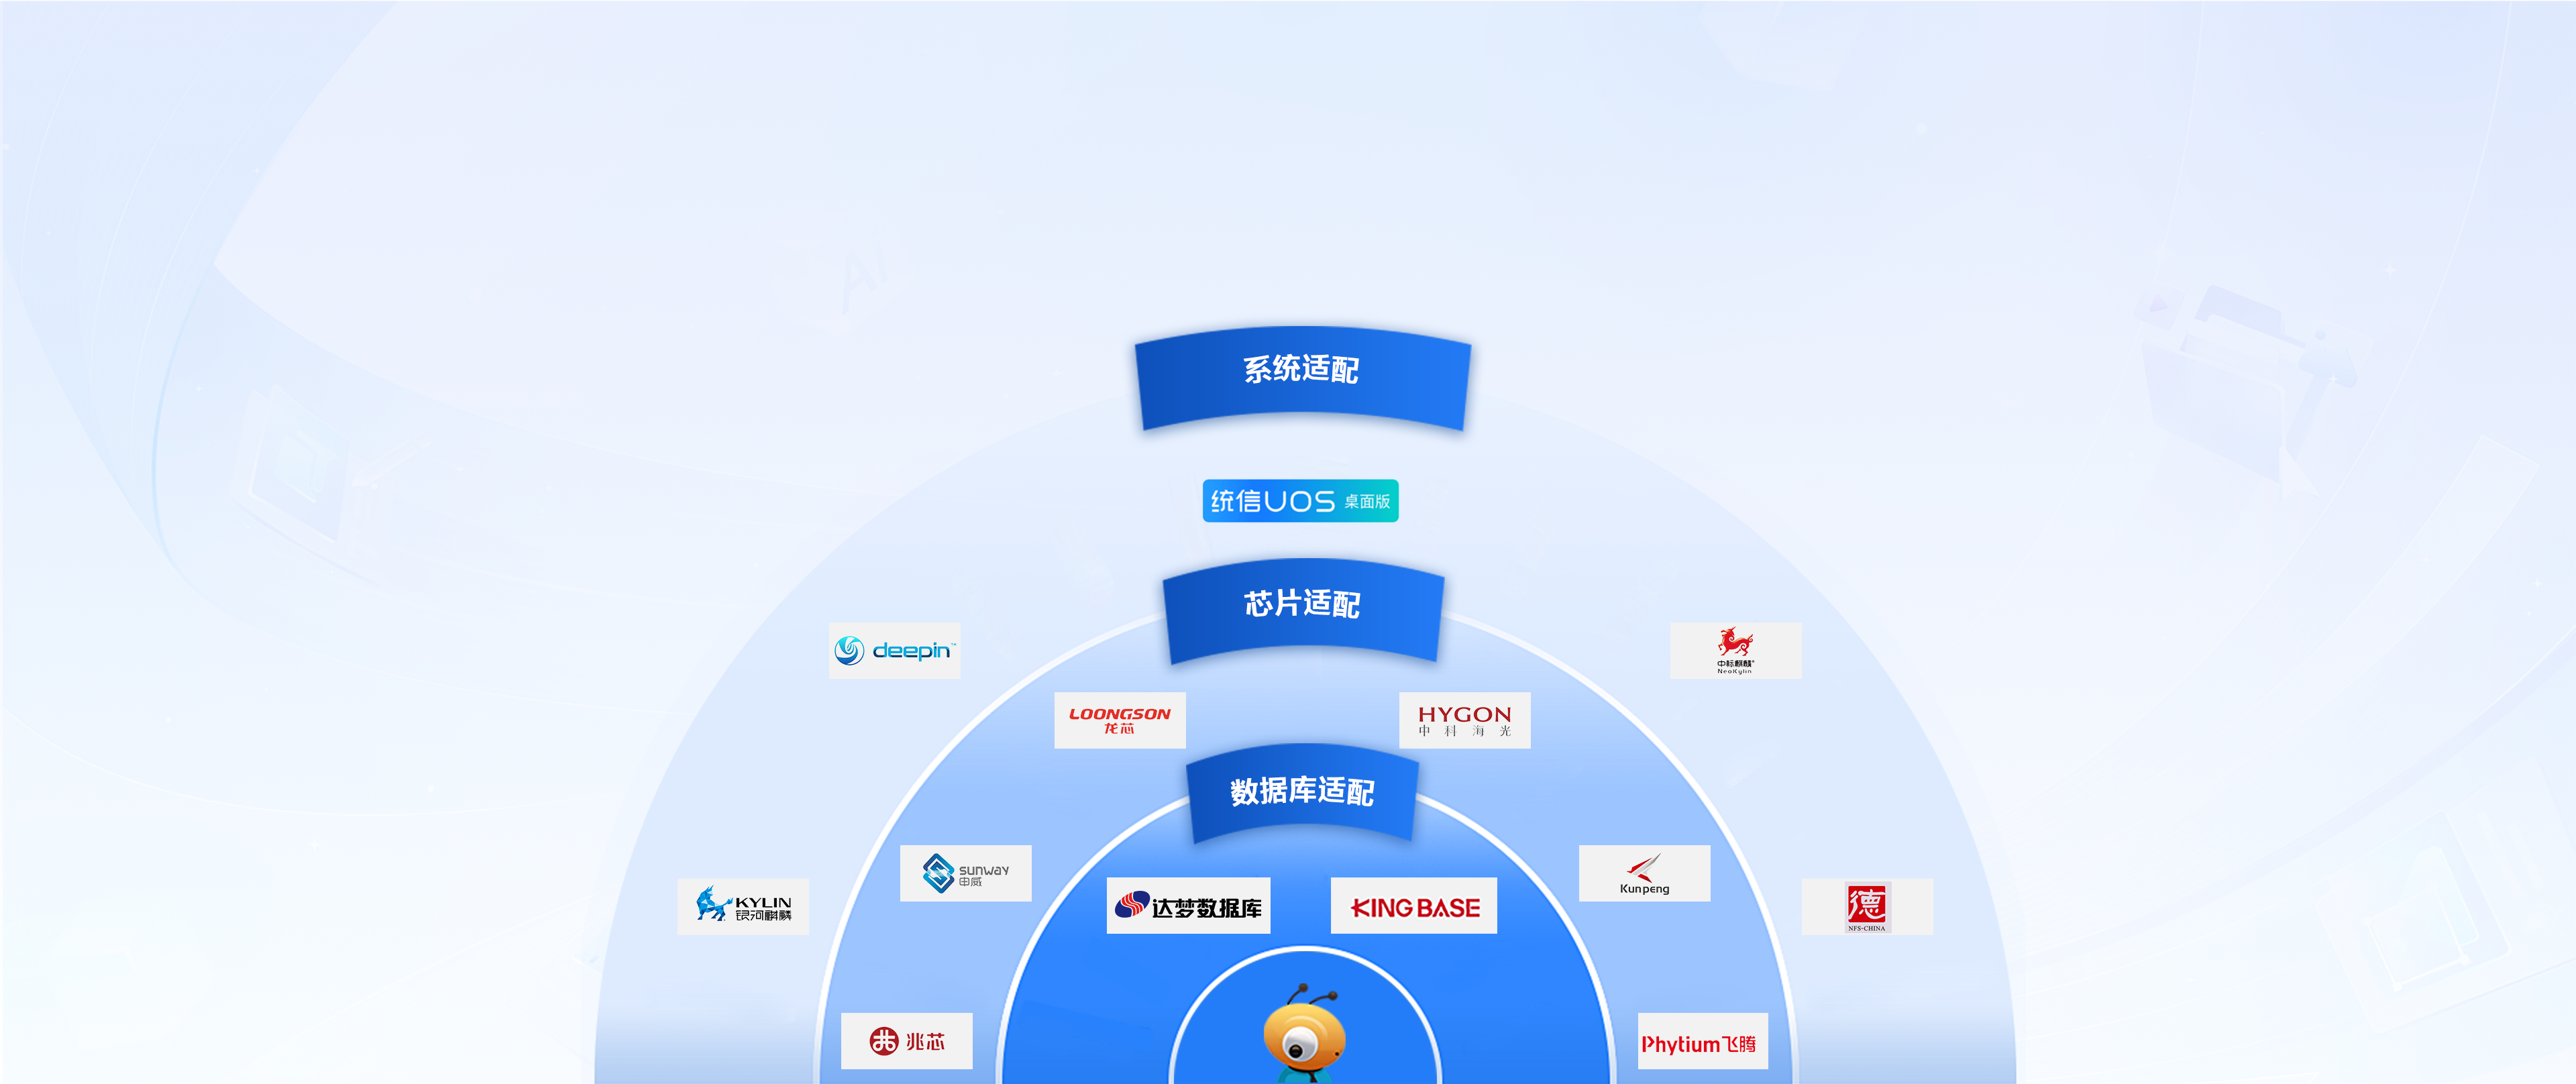 AI
系统适配
统信UOS 桌面版
芯片适配
deepin™
中标麒麟®
NeoKylin
LOONGSON
龙芯
HYGON
中科海光
数据库适配
sunway
申威
Kunpeng
KYLIN
银河麒麟
达梦数据库
KINGBASE
德
NFS-CHINA
兆芯
Phytium飞腾